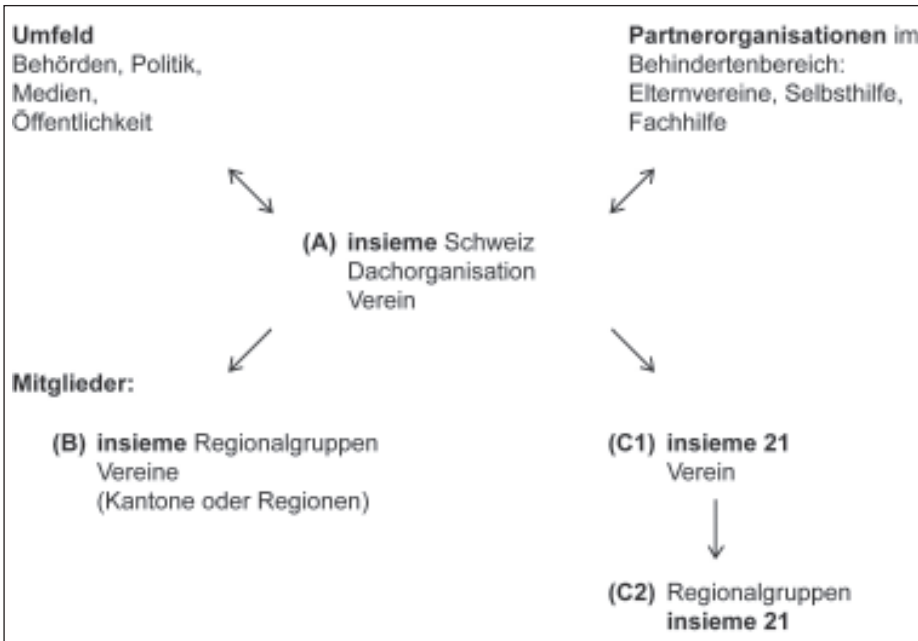 Umfeld
Behörden, Politik,
Medien,
Öffentlichkeit
Partnerorganisationen im
Behindertenbereich:
Elternvereine, Selbsthilfe,
Fachhilfe
(A) insieme Schweiz
Dachorganisation
Verein
Mitglieder:
(B) insieme Regionalgruppen
Vereine
(Kantone oder Regionen)
(C1) insieme 21
Verein
(C2) Regionalgruppen
insieme 21